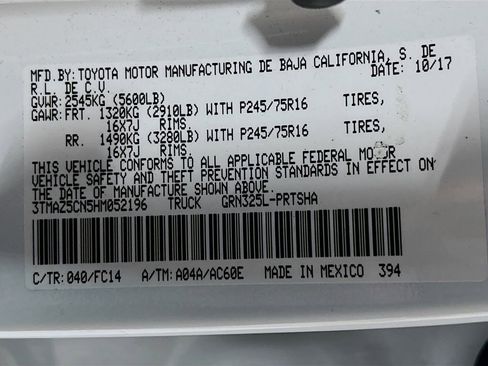 MFD.BY:TOYOTA MOTOR MANUFACTURING DE BAJA CALIFORNIA, S. DE
R.L. DE C.V. DATE: 10/17
GVWR: 2545KG (5600LB)
GAWR: FRT. 1320KG (2910LB) WITH P245/75R16 TIRES,
16X7J RIMS.
RR. 1490KG (3280LB) WITH P245/75R16 TIRES,
16X7J RIMS.
THIS VEHICLE CONFORMS TO ALL APPLICABLE FEDERAL MOTOR
VEHICLE SAFETY AND THEFT PREVENTION STANDARDS IN EFFECT ON
THE DATE OF MANUFACTURE SHOWN ABOVE.
3TMAZ5CN5HM052196 TRUCK GRN325L-PRTSHA
C/TR: 040/FC14 A/TM: A04A/AC60E MADE IN MEXICO 394